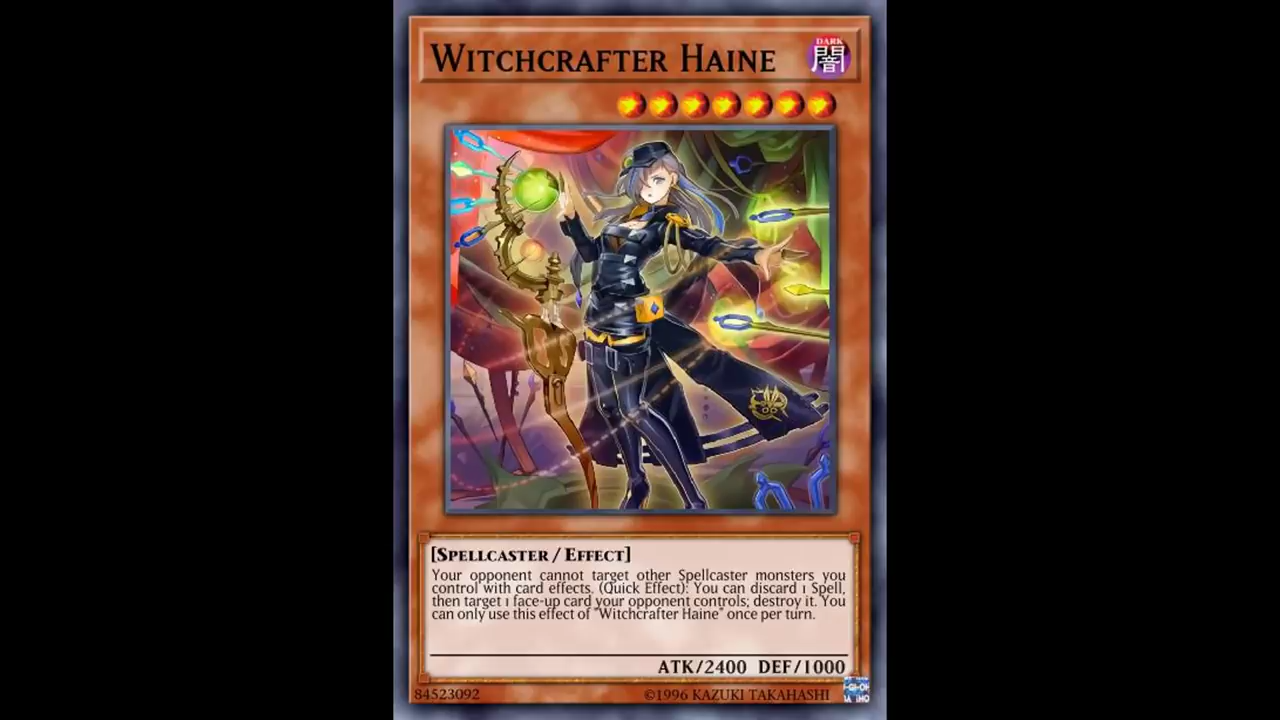 WITCHCRAFTER HAINE
DARK
闇
[SPELLCASTER / EFFECT]
Your opponent cannot target other Spellcaster monsters you
control with card effects. (Quick Effect): You can discard 1 Spell,
then target 1 face-up card your opponent controls; destroy it. You
can only use this effect of "Witchcrafter Haine" once per turn.
ATK/2400 DEF/1000
84523092
©1996 KAZUKI TAKAHASHI